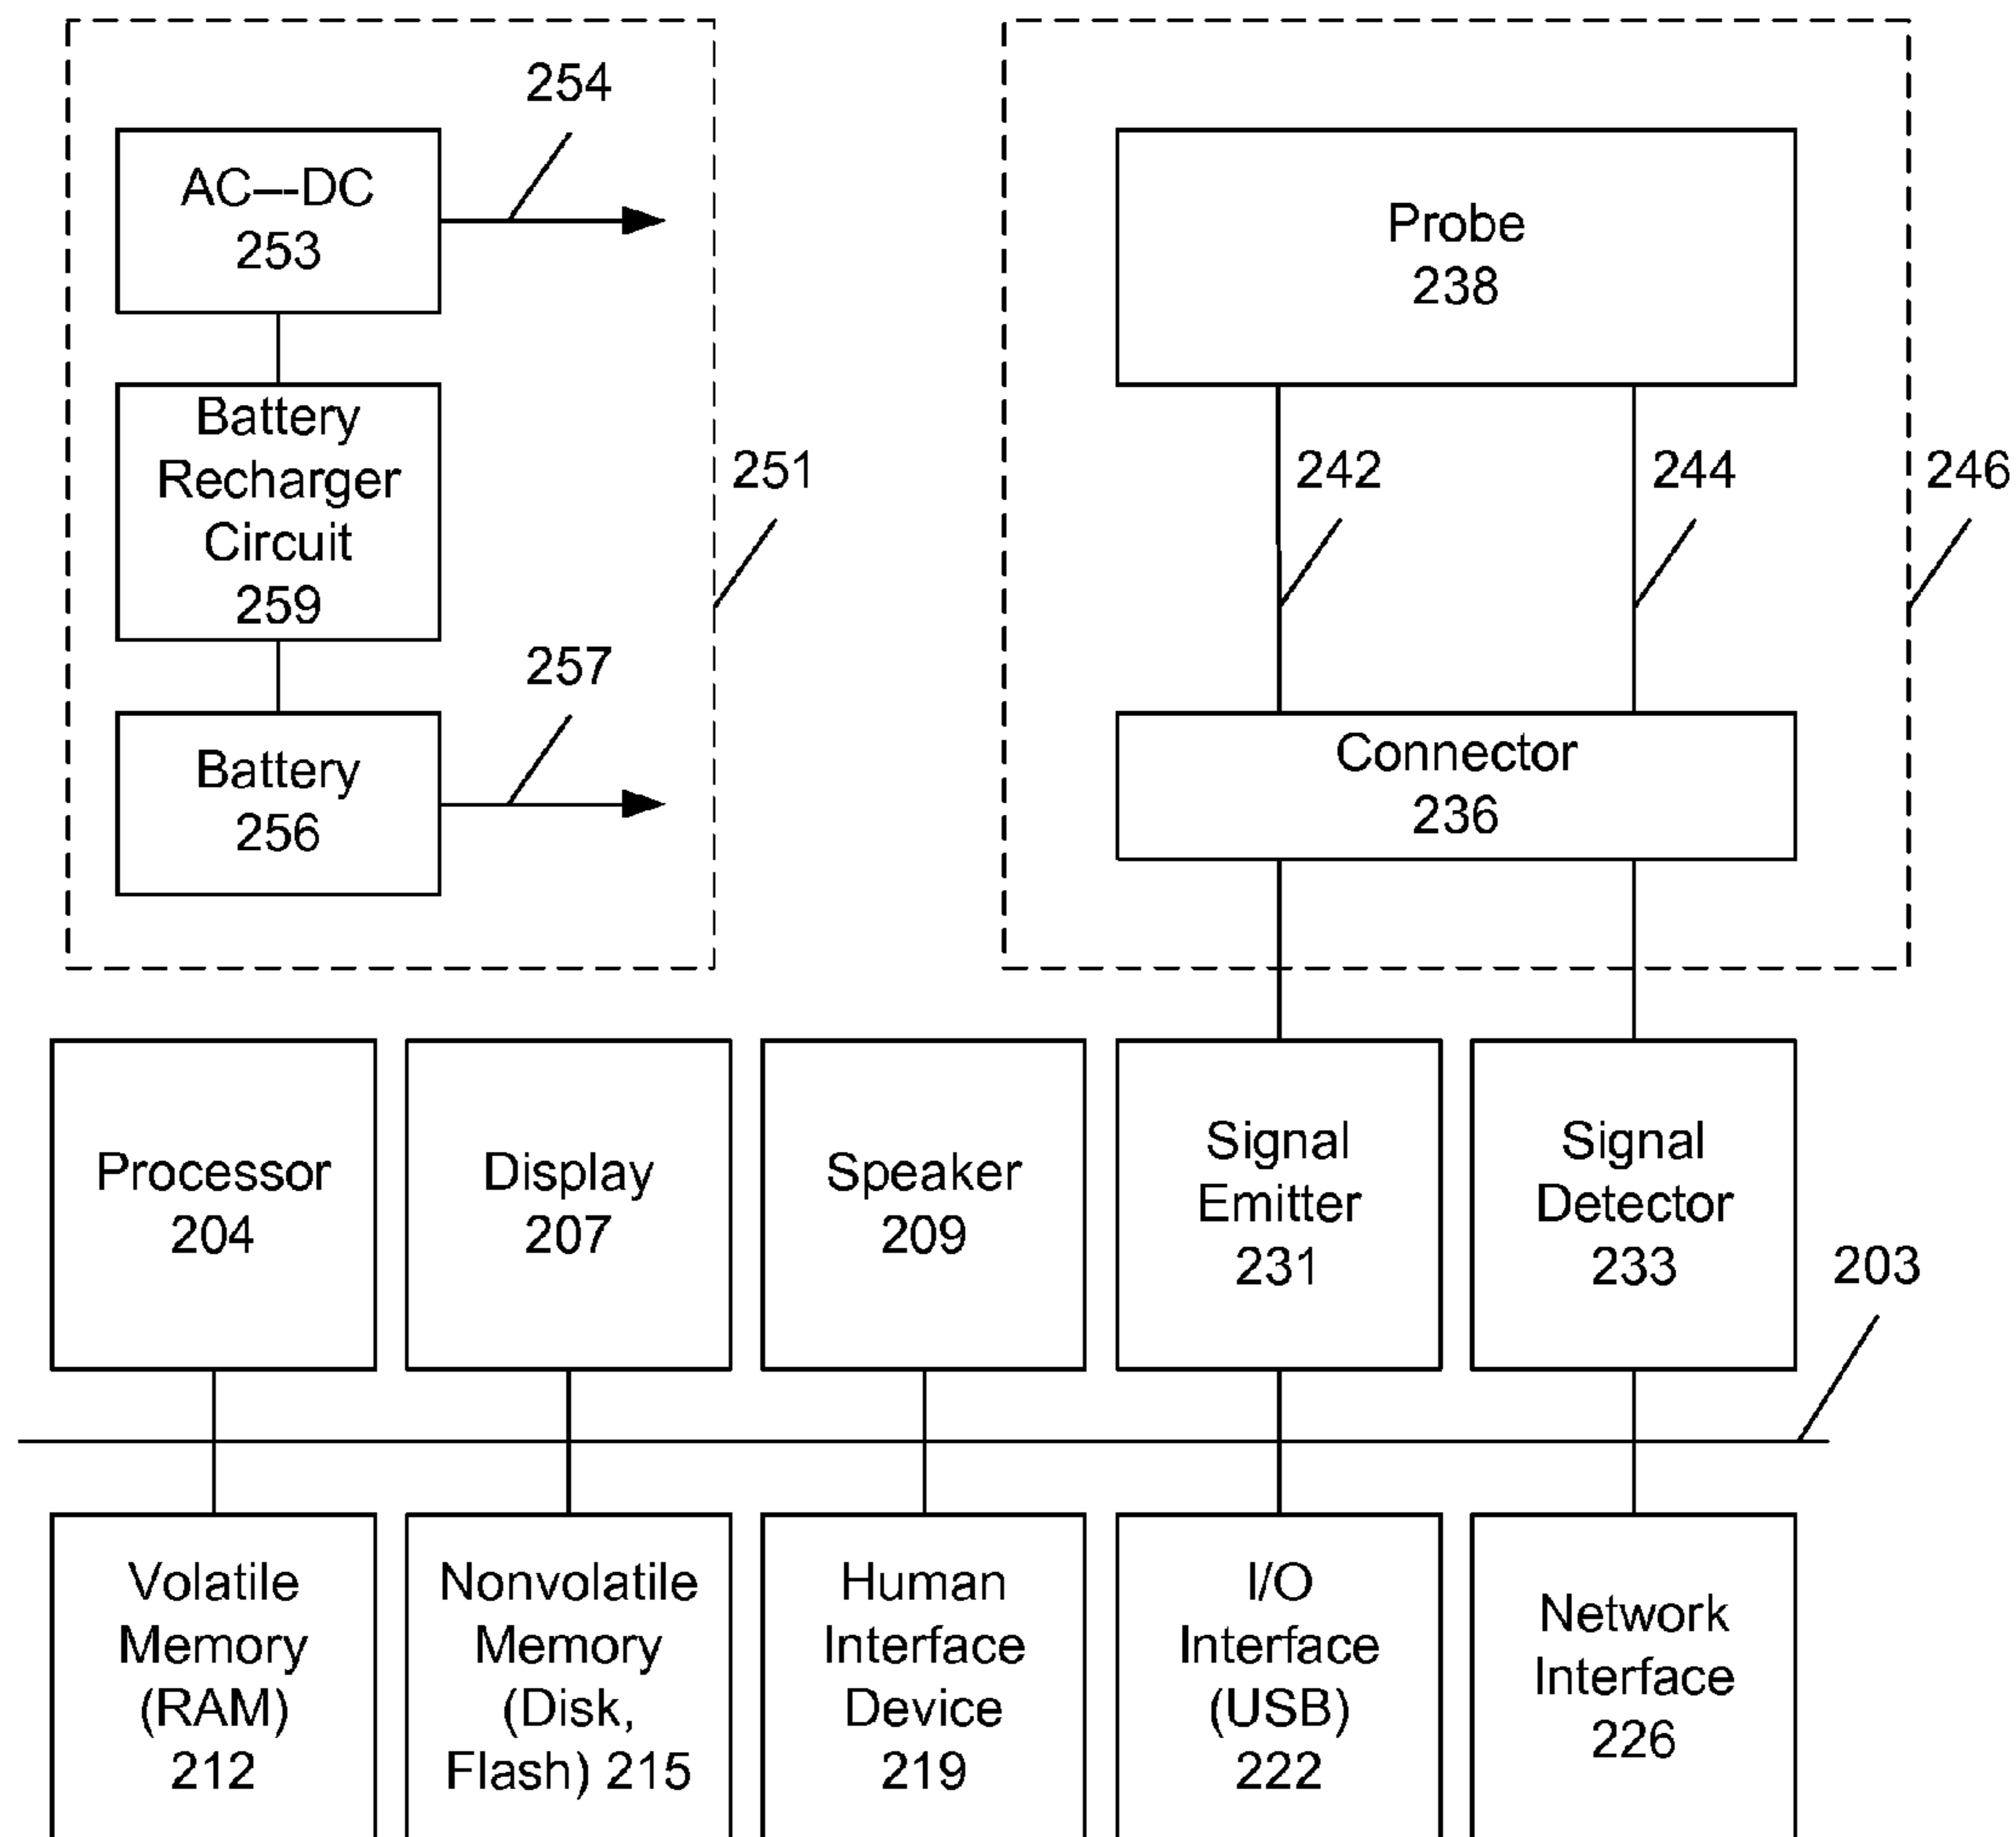 254
AC---DC
253
Battery
Recharger
Circuit
259
251
257
Battery
256
Probe
238
242
244
246
Connector
236
Processor
204
Display
207
Speaker
209
Signal
Emitter
231
Signal
Detector
233
203
Volatile
Memory
(RAM)
212
Nonvolatile
Memory
(Disk,
Flash) 215
Human
Interface
Device
219
I/O
Interface
(USB)
222
Network
Interface
226